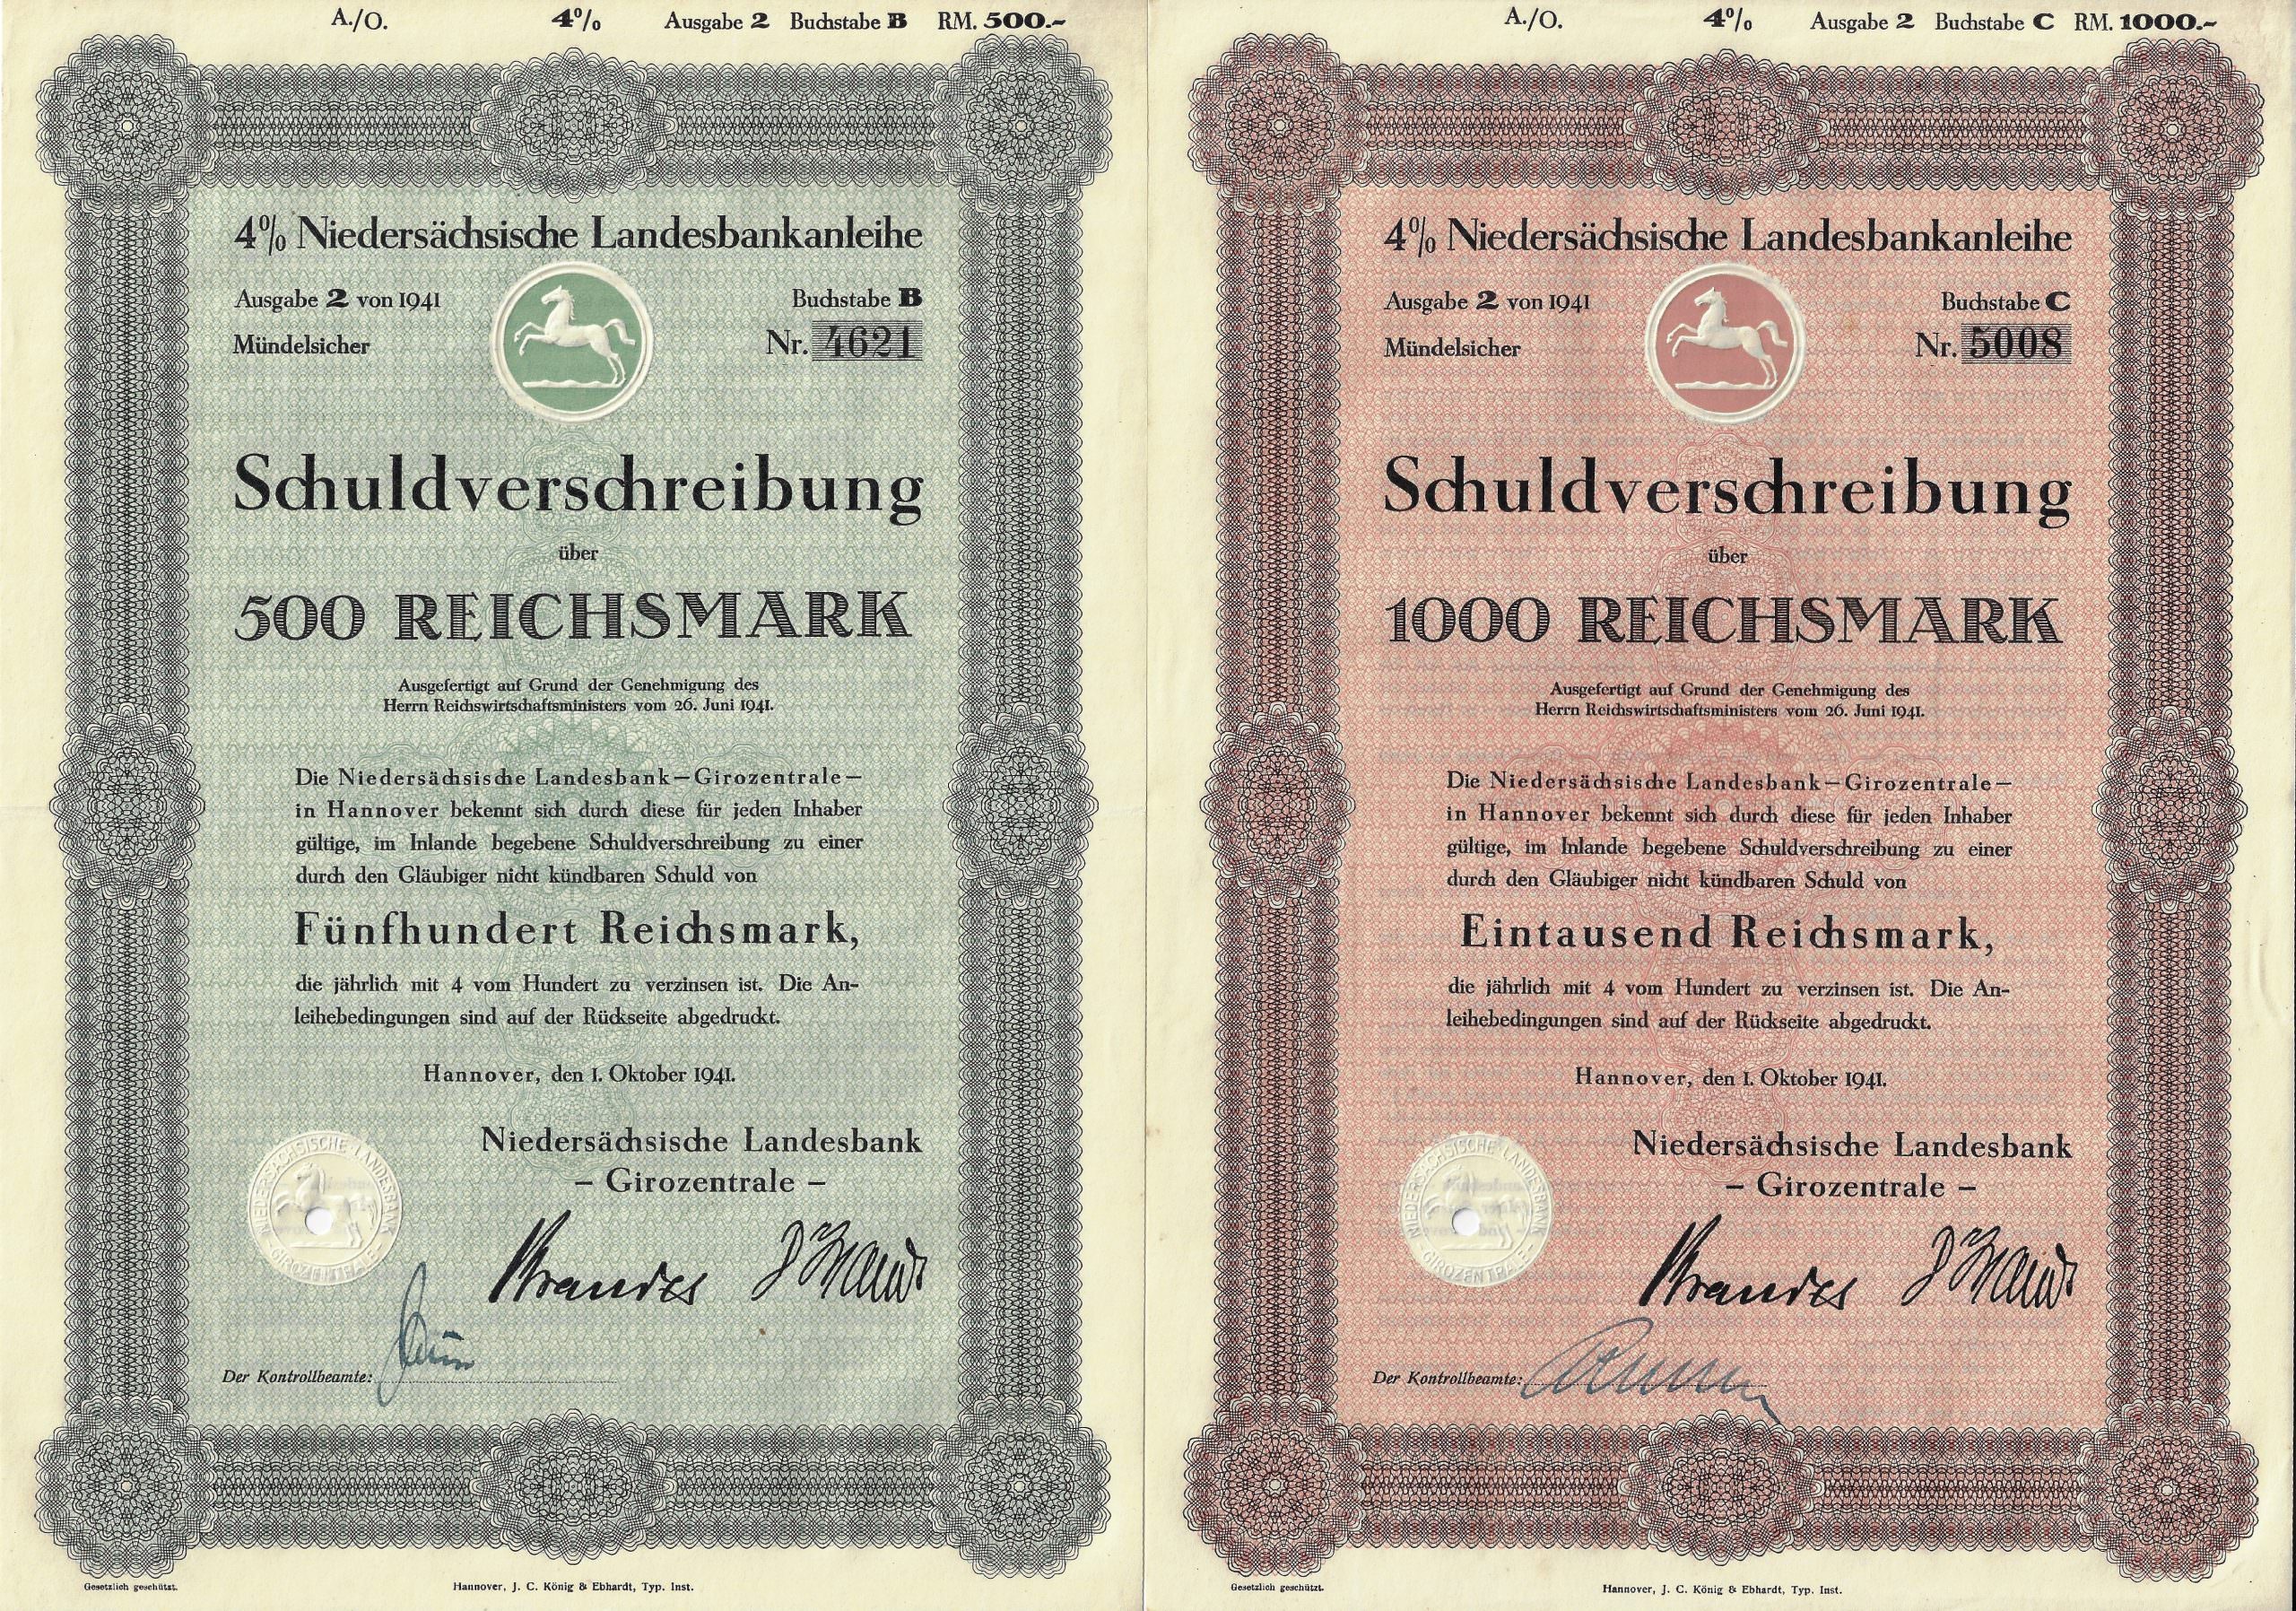 A./O. 4% Ausgabe 2 Buchstabe B RM. 500.-
4% Niedersächsische Landesbankanleihe
Ausgabe 2 von 1941 Buchstabe B
Mündelsicher Nr. 4621
Schuldverschreibung
über
500 REICHSMARK
Ausgefertigt auf Grund der Genehmigung des
Herrn Reichswirtschaftsministers vom 26. Juni 1941.
Die Niedersächsische Landesbank—Girozentrale—
in Hannover bekennt sich durch diese für jeden Inhaber
gültige, im Inlande begebene Schuldverschreibung zu einer
durch den Gläubiger nicht kündbaren Schuld von
Fünfhundert Reichsmark,
die jährlich mit 4 vom Hundert zu verzinsen ist. Die An-
leihebedingungen sind auf der Rückseite abgedruckt.
Hannover, den 1. Oktober 1941.
Niedersächsische Landesbank
– Girozentrale –
NIEDERSÄCHSISCHE LANDESBANK
– GIROZENTRALE –
Brandes
Der Kontrollbeamte:
Gesetzlich geschützt.
Hannover, J. C. König & Ebhardt, Typ. Inst.
A./O. 4% Ausgabe 2 Buchstabe C RM. 1000.-
4% Niedersächsische Landesbankanleihe
Ausgabe 2 von 1941 Buchstabe C
Mündelsicher Nr. 5008
Schuldverschreibung
über
1000 REICHSMARK
Ausgefertigt auf Grund der Genehmigung des
Herrn Reichswirtschaftsministers vom 26. Juni 1941.
Die Niedersächsische Landesbank—Girozentrale—
in Hannover bekennt sich durch diese für jeden Inhaber
gültige, im Inlande begebene Schuldverschreibung zu einer
durch den Gläubiger nicht kündbaren Schuld von
Eintausend Reichsmark,
die jährlich mit 4 vom Hundert zu verzinsen ist. Die An-
leihebedingungen sind auf der Rückseite abgedruckt.
Hannover, den 1. Oktober 1941.
Niedersächsische Landesbank
– Girozentrale –
NIEDERSÄCHSISCHE LANDESBANK
– GIROZENTRALE –
Brandes
Der Kontrollbeamte:
Gesetzlich geschützt.
Hannover, J. C. König & Ebhardt, Typ. Inst.